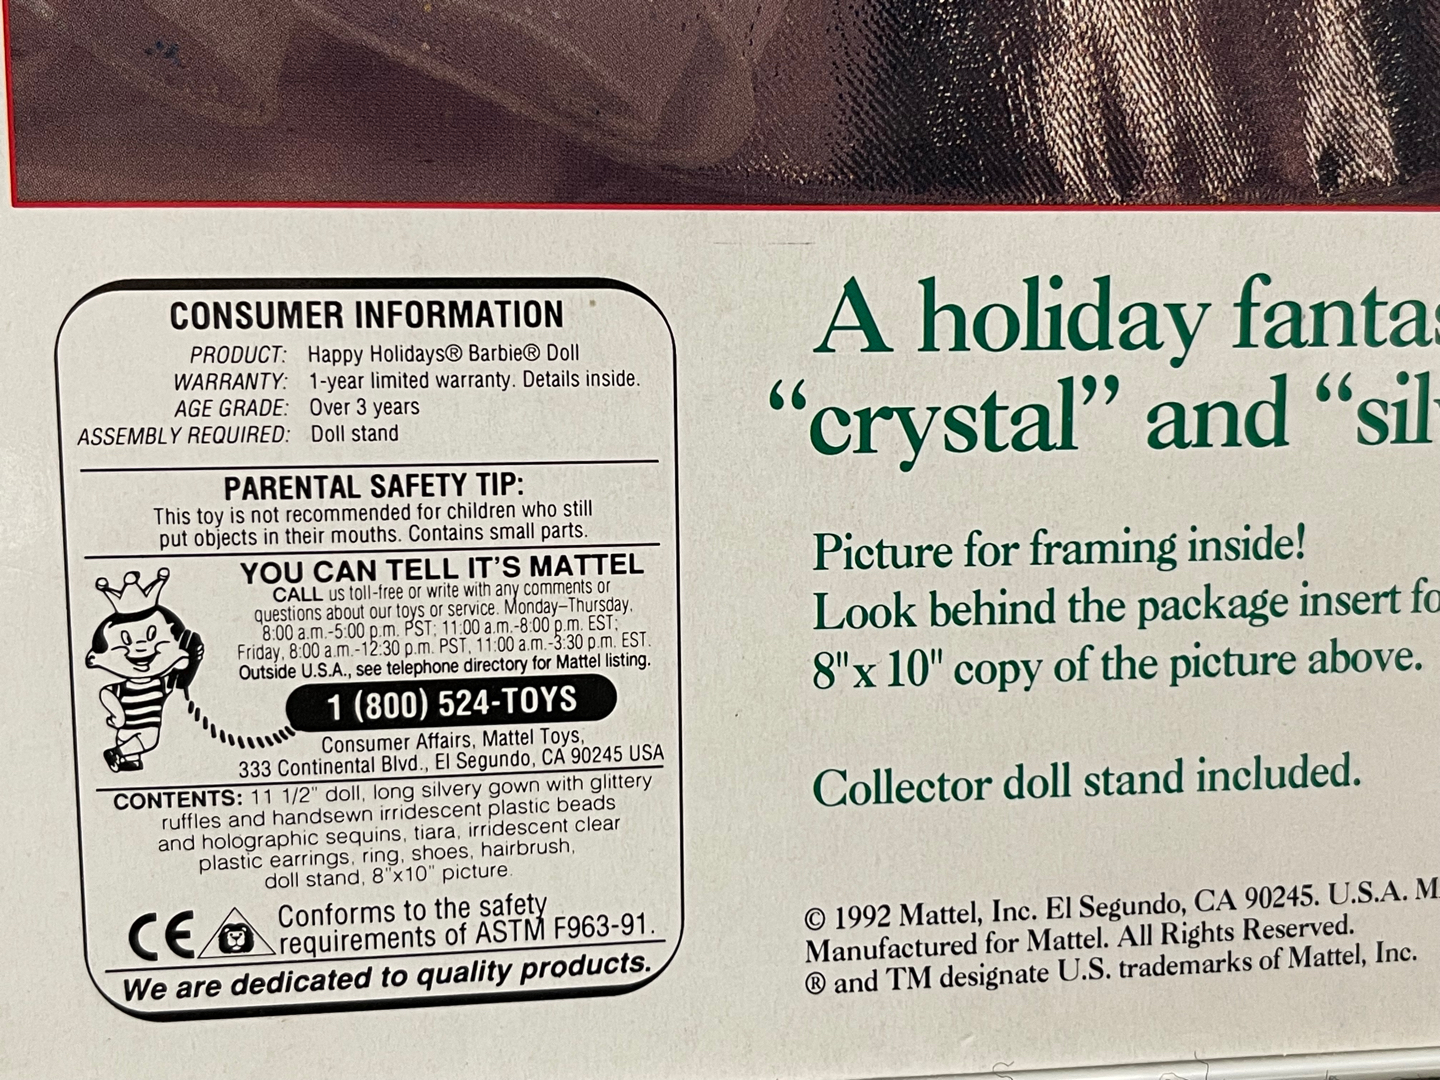 CONSUMER INFORMATION
PRODUCT: Happy Holidays® Barbie® Doll
WARRANTY: 1-year limited warranty. Details inside.
AGE GRADE: Over 3 years
ASSEMBLY REQUIRED: Doll stand
PARENTAL SAFETY TIP:
This toy is not recommended for children who still
put objects in their mouths. Contains small parts.
YOU CAN TELL IT'S MATTEL
CALL us toll-free or write with any comments or
questions about our toys or service. Monday–Thursday,
8:00 a.m.-5:00 p.m. PST; 11:00 a.m.-8:00 p.m. EST;
Friday, 8:00 a.m.-12:30 p.m. PST, 11:00 a.m.-3:30 p.m. EST.
Outside U.S.A., see telephone directory for Mattel listing.
1 (800) 524-TOYS
Consumer Affairs, Mattel Toys,
333 Continental Blvd., El Segundo, CA 90245 USA
CONTENTS: 11 1/2" doll, long silvery gown with glittery
ruffles and handsewn irridescent plastic beads
and holographic sequins, tiara, irridescent clear
plastic earrings, ring, shoes, hairbrush,
doll stand, 8"x10" picture.
CE Conforms to the safety
requirements of ASTM F963-91.
We are dedicated to quality products.
A holiday fantas
"crystal" and "sil
Picture for framing inside!
Look behind the package insert fo
8"x 10" copy of the picture above.
Collector doll stand included.
© 1992 Mattel, Inc. El Segundo, CA 90245. U.S.A. M
Manufactured for Mattel. All Rights Reserved.
® and TM designate U.S. trademarks of Mattel, Inc.